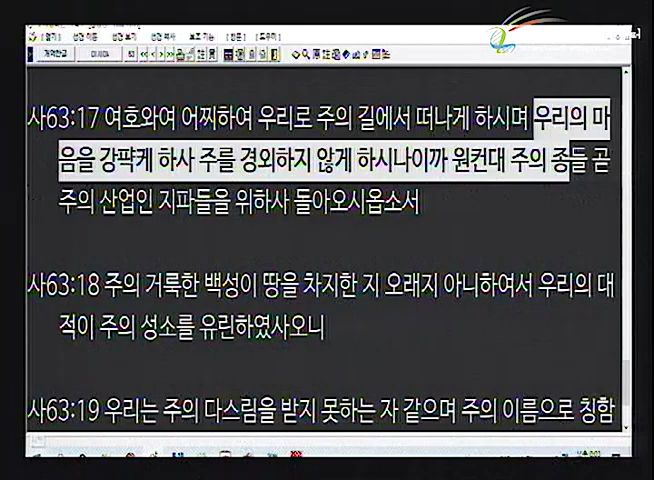 개역한글
63
사63:17 여호와여 어찌하여 우리로 주의 길에서 떠나게 하시며 우리의 마
음을 강퍅케 하사 주를 경외하지 않게 하시나이까 원컨대 주의 종들 곧
주의 산업인 지파들을 위하사 돌아오시옵소서
사63:18 주의 거룩한 백성이 땅을 차지한 지 오래지 아니하여서 우리의 대
적이 주의 성소를 유린하였사오니
사63:19 우리는 주의 다스림을 받지 못하는 자 같으며 주의 이름으로 칭함